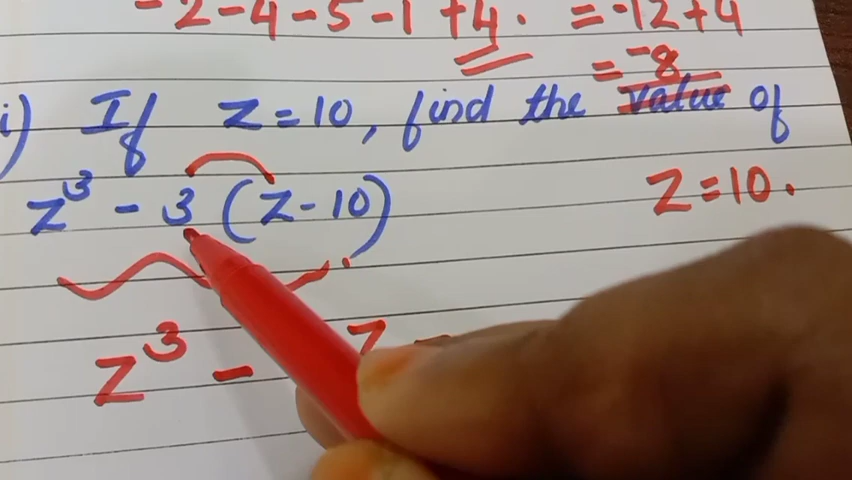 - 2 - 4 - 5 - 1 + 4. = -12 + 4
= -8
i) If z = 10, find the value of
z³ - 3 (z - 10)
z = 10.
z³ - z -